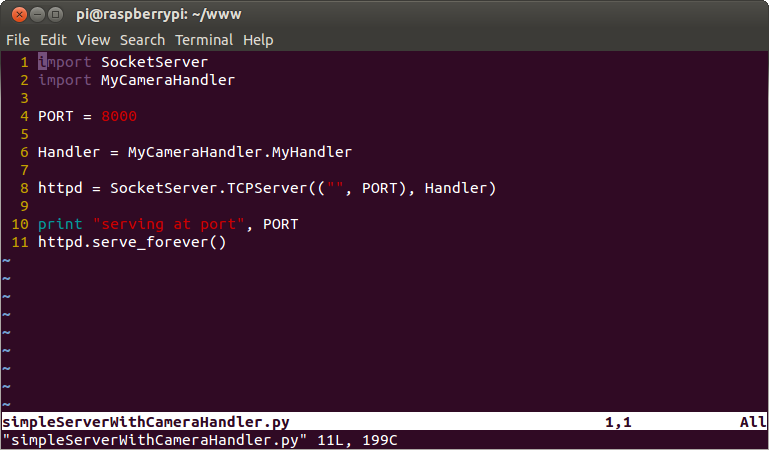 pi@raspberrypi: ~/www
File Edit View Search Terminal Help
1 import SocketServer
2 import MyCameraHandler
3
4 PORT = 8000
5
6 Handler = MyCameraHandler.MyHandler
7
8 httpd = SocketServer.TCPServer(("", PORT), Handler)
9
10 print "serving at port", PORT
11 httpd.serve_forever()
~
~
~
~
~
~
~
~
~
simpleServerWithCameraHandler.py 1,1 All
"simpleServerWithCameraHandler.py" 11L, 199C